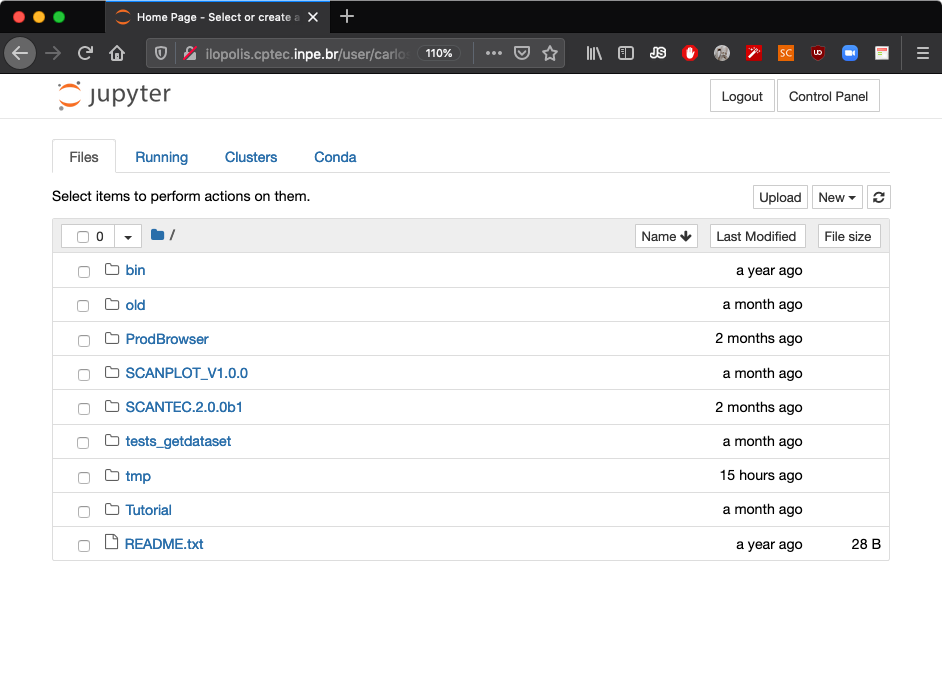 Home Page - Select or create a
ilopolis.cptec.inpe.br/user/carlo 110%
JS SC UD
jupyter Logout Control Panel
Files Running Clusters Conda
Select items to perform actions on them. Upload New
0 / Name Last Modified File size
bin a year ago
old a month ago
ProdBrowser 2 months ago
SCANPLOT_V1.0.0 a month ago
SCANTEC.2.0.0b1 2 months ago
tests_getdataset a month ago
tmp 15 hours ago
Tutorial a month ago
README.txt a year ago 28 B